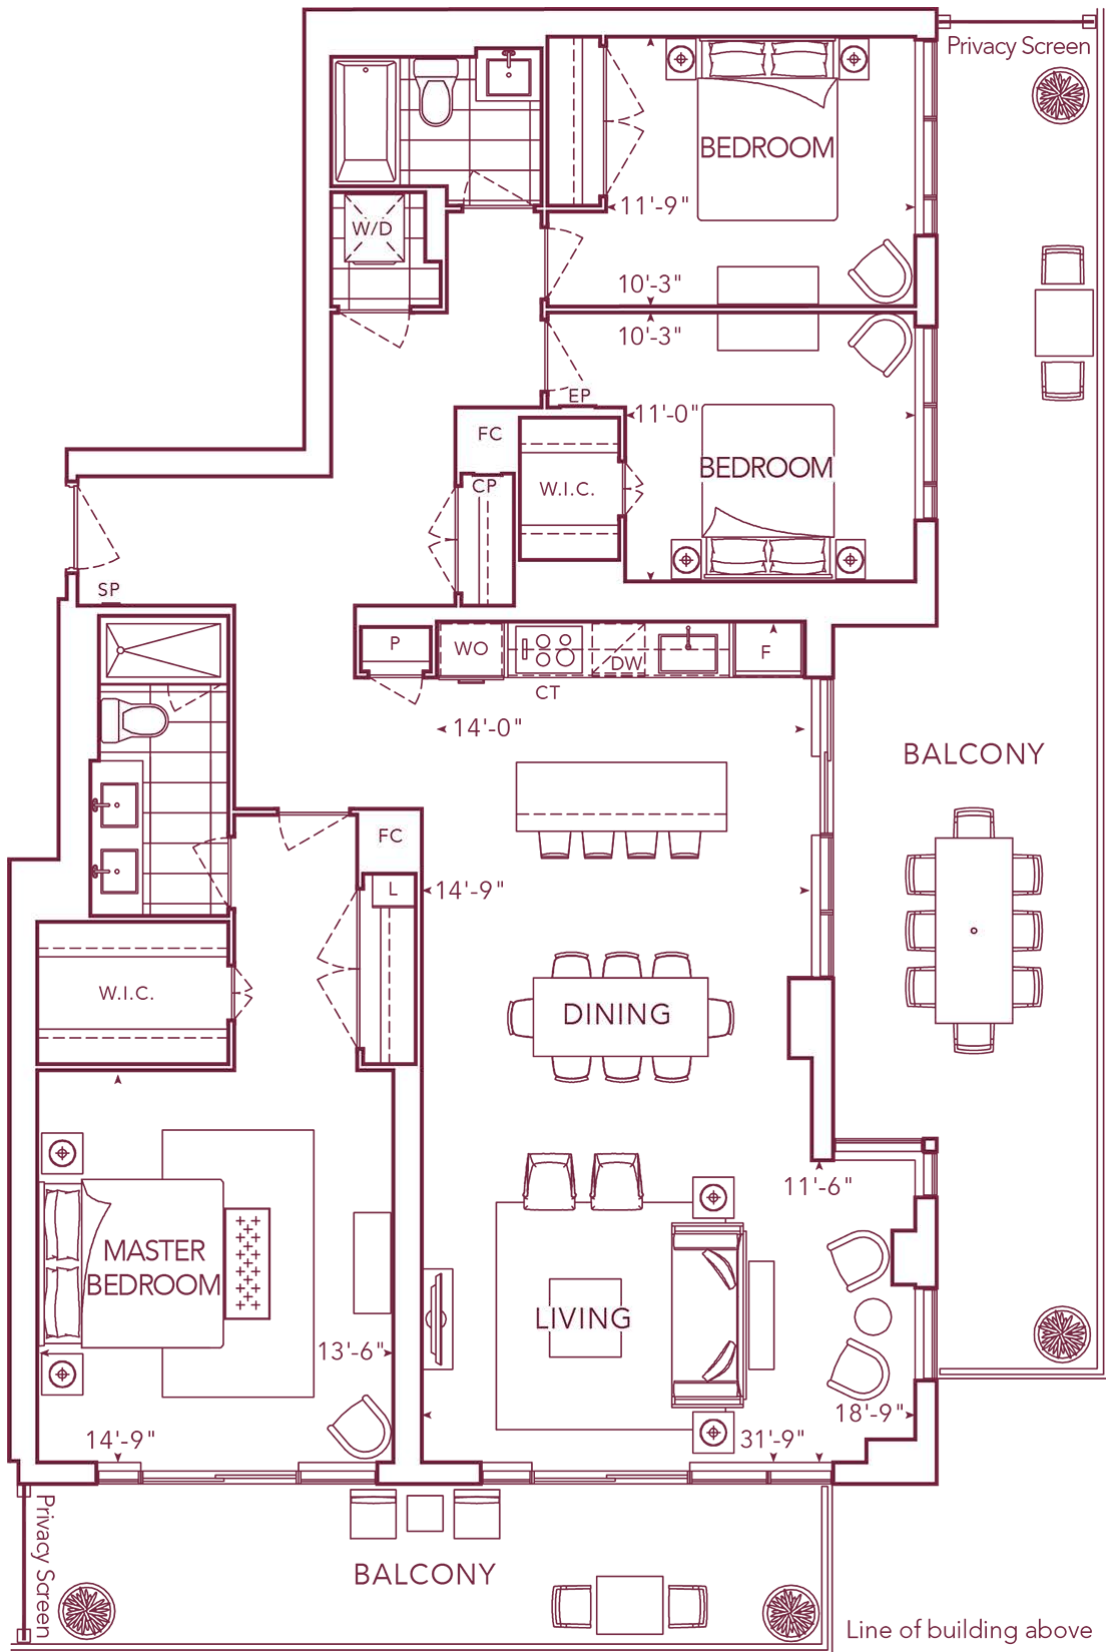 Privacy Screen
BEDROOM
11'-9"
W/D
10'-3"
10'-3"
EP
11'-0"
FC
BEDROOM
CP
W.I.C.
SP
P
WO
DW
F
CT
14'-0"
BALCONY
FC
L
14'-9"
W.I.C.
DINING
11'-6"
MASTER
BEDROOM
LIVING
13'-6"
18'-9"
14'-9"
31'-9"
Privacy Screen
BALCONY
Line of building above